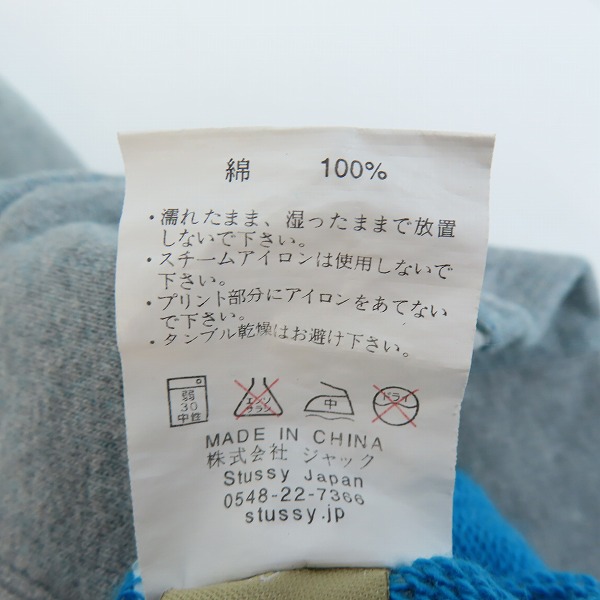 綿 100%
・濡れたまま、湿ったままで放置
しないで下さい。
・スチームアイロンは使用しないで
下さい。
・プリント部分にアイロンをあてない
で下さい。
・タンブル乾燥はお避け下さい。
弱 30 中性 エンソ サラシ 中 ドライ
MADE IN CHINA
株式会社 ジャック
Stussy Japan
0548-22-7366
stussy.jp